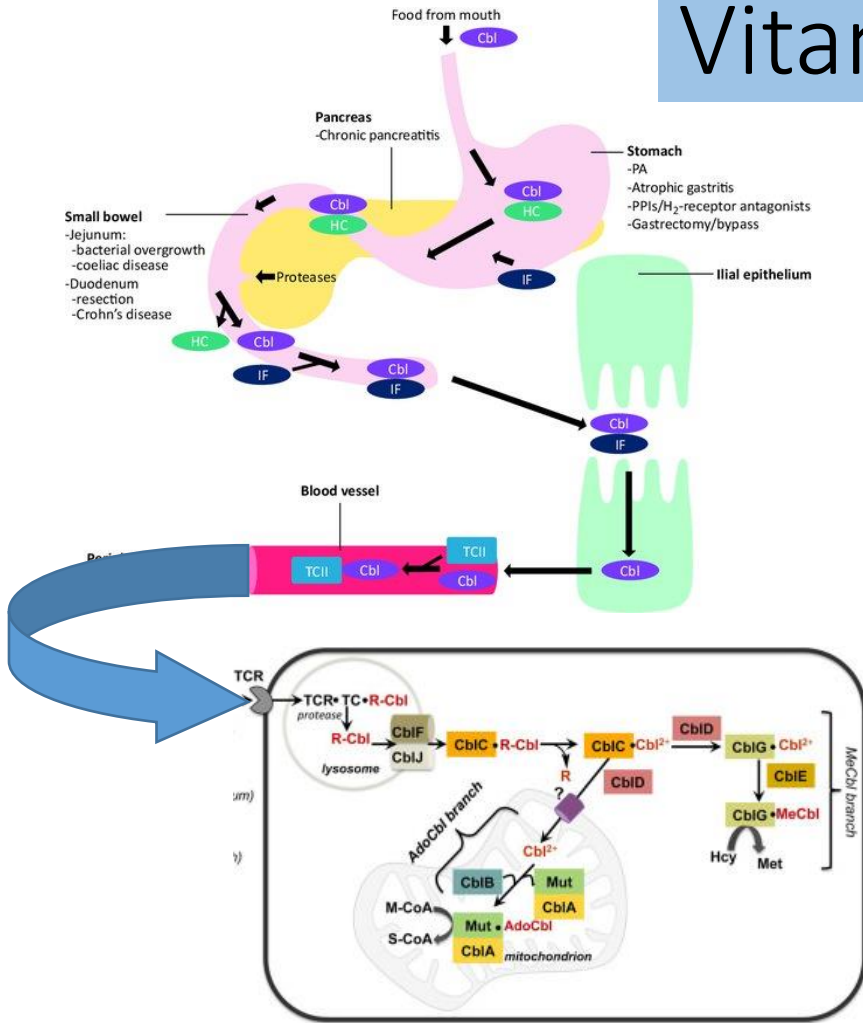 Vitar
Food from mouth
Cbl
Pancreas
-Chronic pancreatitis
Stomach
-PA
-Atrophic gastritis
-PPIs/H₂-receptor antagonists
-Gastrectomy/bypass
Cbl
HC
Cbl
HC
Small bowel
-Jejunum:
-bacterial overgrowth
-coeliac disease
-Duodenum
-resection
-Crohn's disease
Proteases
IF
Ilial epithelium
HC
Cbl
IF
Cbl
IF
Cbl
IF
Blood vessel
TCII
Cbl
TCII
Cbl
Cbl
TCR
TCR• TC•R-Cbl
protease
R-Cbl
lysosome
CblF
CblJ
CblC•R-Cbl
R
CblC•Cbl²⁺
CblD
CblG•Cbl²⁺
CblE
CblG•MeCbl
Hcy
Met
MeCbl branch
CblD
?
AdoCbl branch
Cbl²⁺
CblB
Mut
CblA
M-CoA
S-CoA
Mut•AdoCbl
CblA
mitochondrion
um)
)